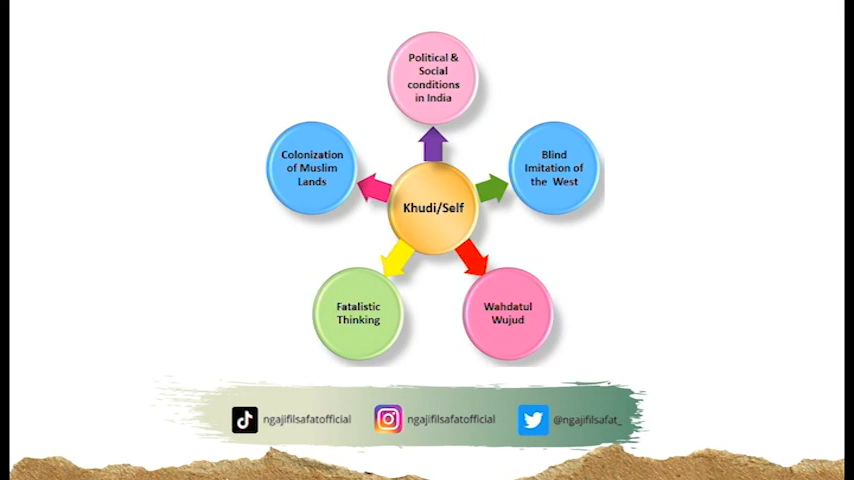 Political &
Social
conditions
in India
Colonization
of Muslim
Lands
Blind
Imitation of
the West
Khudi/Self
Fatalistic
Thinking
Wahdatul
Wujud
ngajifilsafatofficial
ngajifilsafatofficial
@ngajifilsafat_